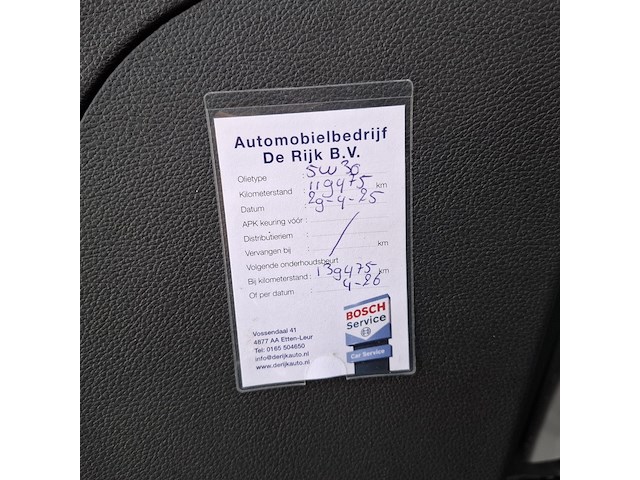 Automobielbedrijf
De Rijk B.V.
Olietype : 5W30
Kilometerstand : 119475 km
Datum : 29-4-25
APK keuring vóór :
Distributieriem :
Vervangen bij : km
Volgende onderhoudsbeurt
Bij kilometerstand : 139475 km
Of per datum : 4-26
Vossendaal 41
4877 AA Etten-Leur
Tel: 0165 504650
info@derijkauto.nl
www.derijkauto.nl
BOSCH
Service
Car Service